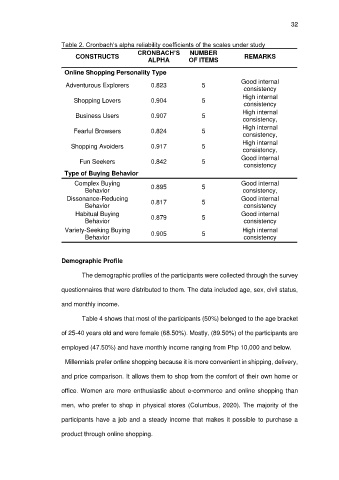 32
Table 2. Cronbach's alpha reliability coefficients of the scales under study
CONSTRUCTS CRONBACH'S ALPHA NUMBER OF ITEMS REMARKS
Online Shopping Personality Type
Adventurous Explorers 0.823 5 Good internal consistency
Shopping Lovers 0.904 5 High internal consistency
Business Users 0.907 5 High internal consistency,
Fearful Browsers 0.824 5 High internal consistency,
Shopping Avoiders 0.917 5 High internal consistency,
Fun Seekers 0.842 5 Good internal consistency
Type of Buying Behavior
Complex Buying Behavior 0.895 5 Good internal consistency,
Dissonance-Reducing Behavior 0.817 5 Good internal consistency
Habitual Buying Behavior 0.879 5 Good internal consistency
Variety-Seeking Buying Behavior 0.905 5 High internal consistency
Demographic Profile
The demographic profiles of the participants were collected through the survey
questionnaires that were distributed to them. The data included age, sex, civil status,
and monthly income.
Table 4 shows that most of the participants (50%) belonged to the age bracket
of 25-40 years old and were female (68.50%). Mostly, (89.50%) of the participants are
employed (47.50%) and have monthly income ranging from Php 10,000 and below.
Millennials prefer online shopping because it is more convenient in shipping, delivery,
and price comparison. It allows them to shop from the comfort of their own home or
office. Women are more enthusiastic about e-commerce and online shopping than
men, who prefer to shop in physical stores (Columbus, 2020). The majority of the
participants have a job and a steady income that makes it possible to purchase a
product through online shopping.